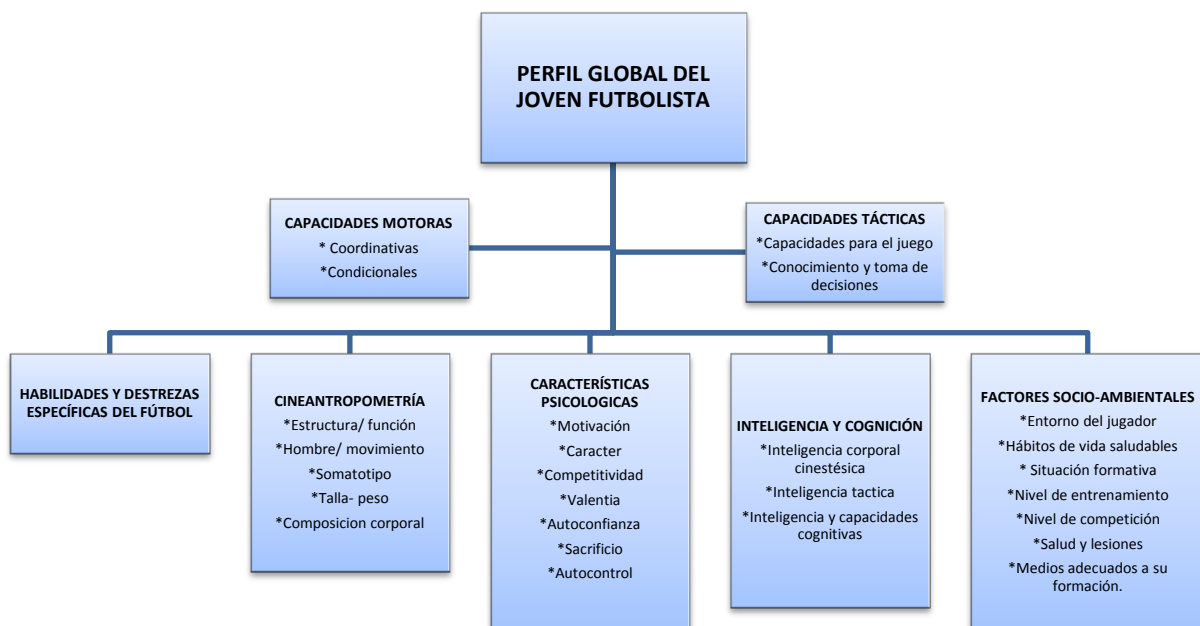 PERFIL GLOBAL DEL
JOVEN FUTBOLISTA
CAPACIDADES MOTORAS
* Coordinativas
*Condicionales
CAPACIDADES TÁCTICAS
*Capacidades para el juego
*Conocimiento y toma de
decisiones
HABILIDADES Y DESTREZAS
ESPECÍFICAS DEL FÚTBOL
CINEANTROPOMETRÍA
*Estructura/ función
*Hombre/ movimiento
*Somatotipo
*Talla- peso
*Composicion corporal
CARACTERÍSTICAS
PSICOLOGICAS
*Motivación
*Caracter
*Competitividad
*Valentia
*Autoconfianza
*Sacrificio
*Autocontrol
INTELIGENCIA Y COGNICIÓN
*Inteligencia corporal
cinestésica
*Inteligencia tactica
*Inteligencia y capacidades
cognitivas
FACTORES SOCIO-AMBIENTALES
*Entorno del jugador
*Hábitos de vida saludables
* Situación formativa
*Nivel de entrenamiento
*Nivel de competición
*Salud y lesiones
*Medios adecuados a su
formación.